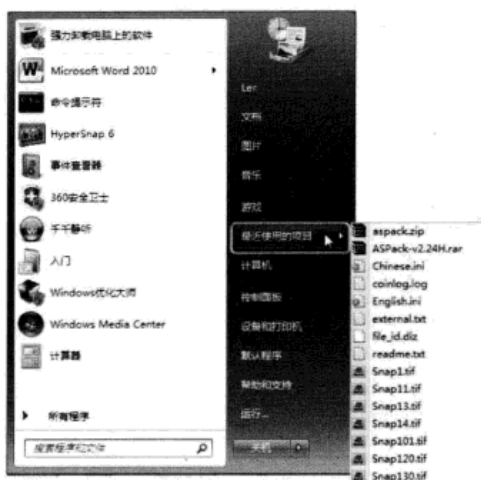 强力卸载电脑上的软件
Microsoft Word 2010
命令提示符
HyperSnap 6
事件查看器
360安全卫士
千千静听
入门
Windows优化大师
Windows Media Center
计算器
所有程序
搜索程序和文件
Ler
文档
图片
音乐
游戏
最近使用的项目
计算机
控制面板
设备和打印机
默认程序
帮助和支持
运行...
关机
aspack.zip
ASPack-v2.24H.rar
Chinese.ini
coinlog.log
English.ini
external.txt
file_id.diz
readme.txt
Snap1.tif
Snap11.tif
Snap13.tif
Snap14.tif
Snap101.tif
Snap120.tif
Snap130.tif